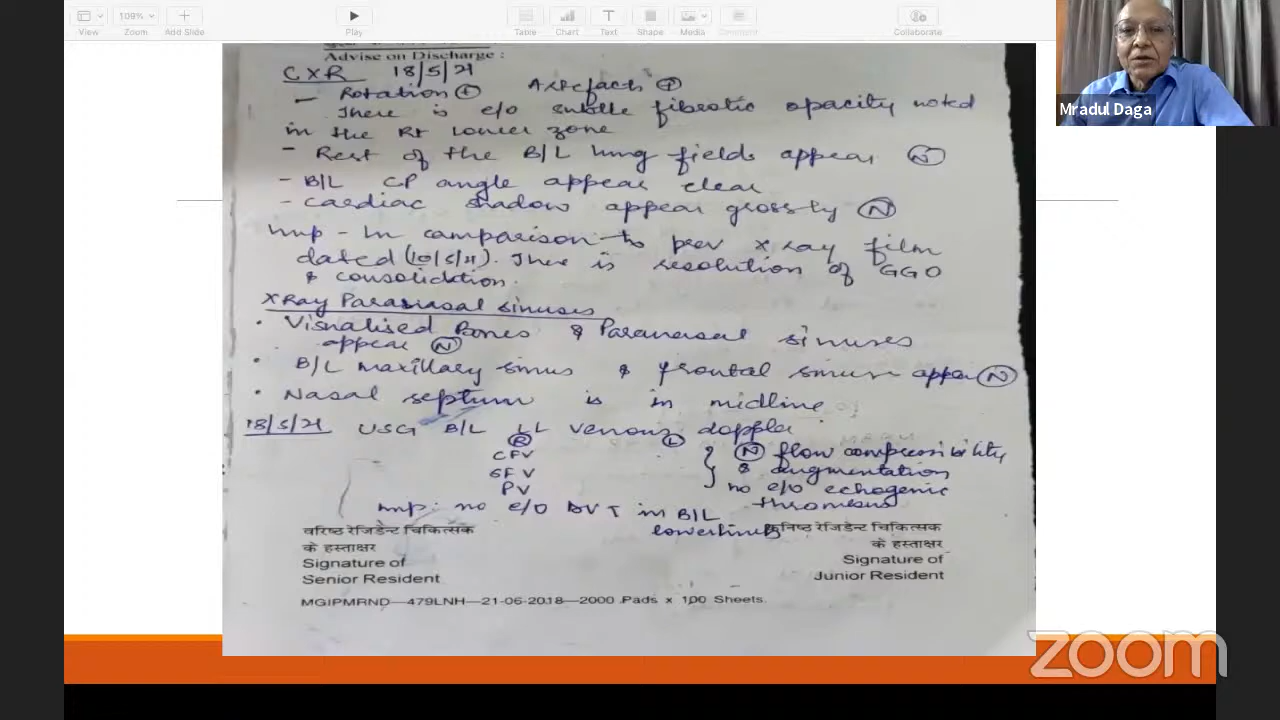 View
109%
Zoom
Add Slide
Play
Table
Chart
Text
Shape
Media
Comment
Collaborate
Mradul Daga
Advise on Discharge :
CXR 18/5/21
- Rotation (+) Artefacts (+)
There is e/o subtle fibrotic opacity noted
in the Rt lower zone
- Rest of the B/L lung fields appear (N)
- B/L CP angle appear clear
- Cardiac shadow appear grossly (N)
Imp - In comparison to prev x ray film
dated (10/5/21). There is resolution of GGO
& consolidation.
X Ray Paranasal sinuses
• Visualised Bones & Paranasal sinuses
appear (N)
• B/L maxillary sinus & frontal sinus appear (N)
• Nasal septum is in midline
18/5/21 USG B/L LL venous doppler
(R) (L)
CFV (N) flow compressibility
SFV & augmentation
PV no e/o echogenic
thrombus
Imp: no e/o DVT in B/L
lowerlimbs
वरिष्ठ रेजिडेन्ट चिकित्सक
के हस्ताक्षर
Signature of
Senior Resident
कनिष्ठ रेजिडेन्ट चिकित्सक
के हस्ताक्षर
Signature of
Junior Resident
MGIPMRND—479LNH—21-06-2018—2000 Pads x 100 Sheets.
zoom